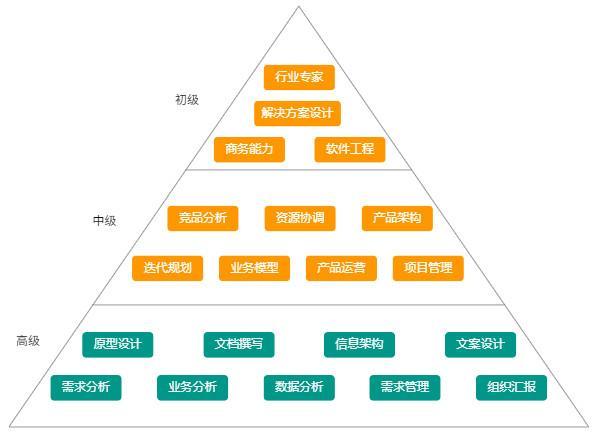 行业专家
初级
解决方案设计
商务能力 软件工程
中级
竞品分析 资源协调 产品架构
迭代规划 业务模型 产品运营 项目管理
高级
原型设计 文档撰写 信息架构 文案设计
需求分析 业务分析 数据分析 需求管理 组织汇报